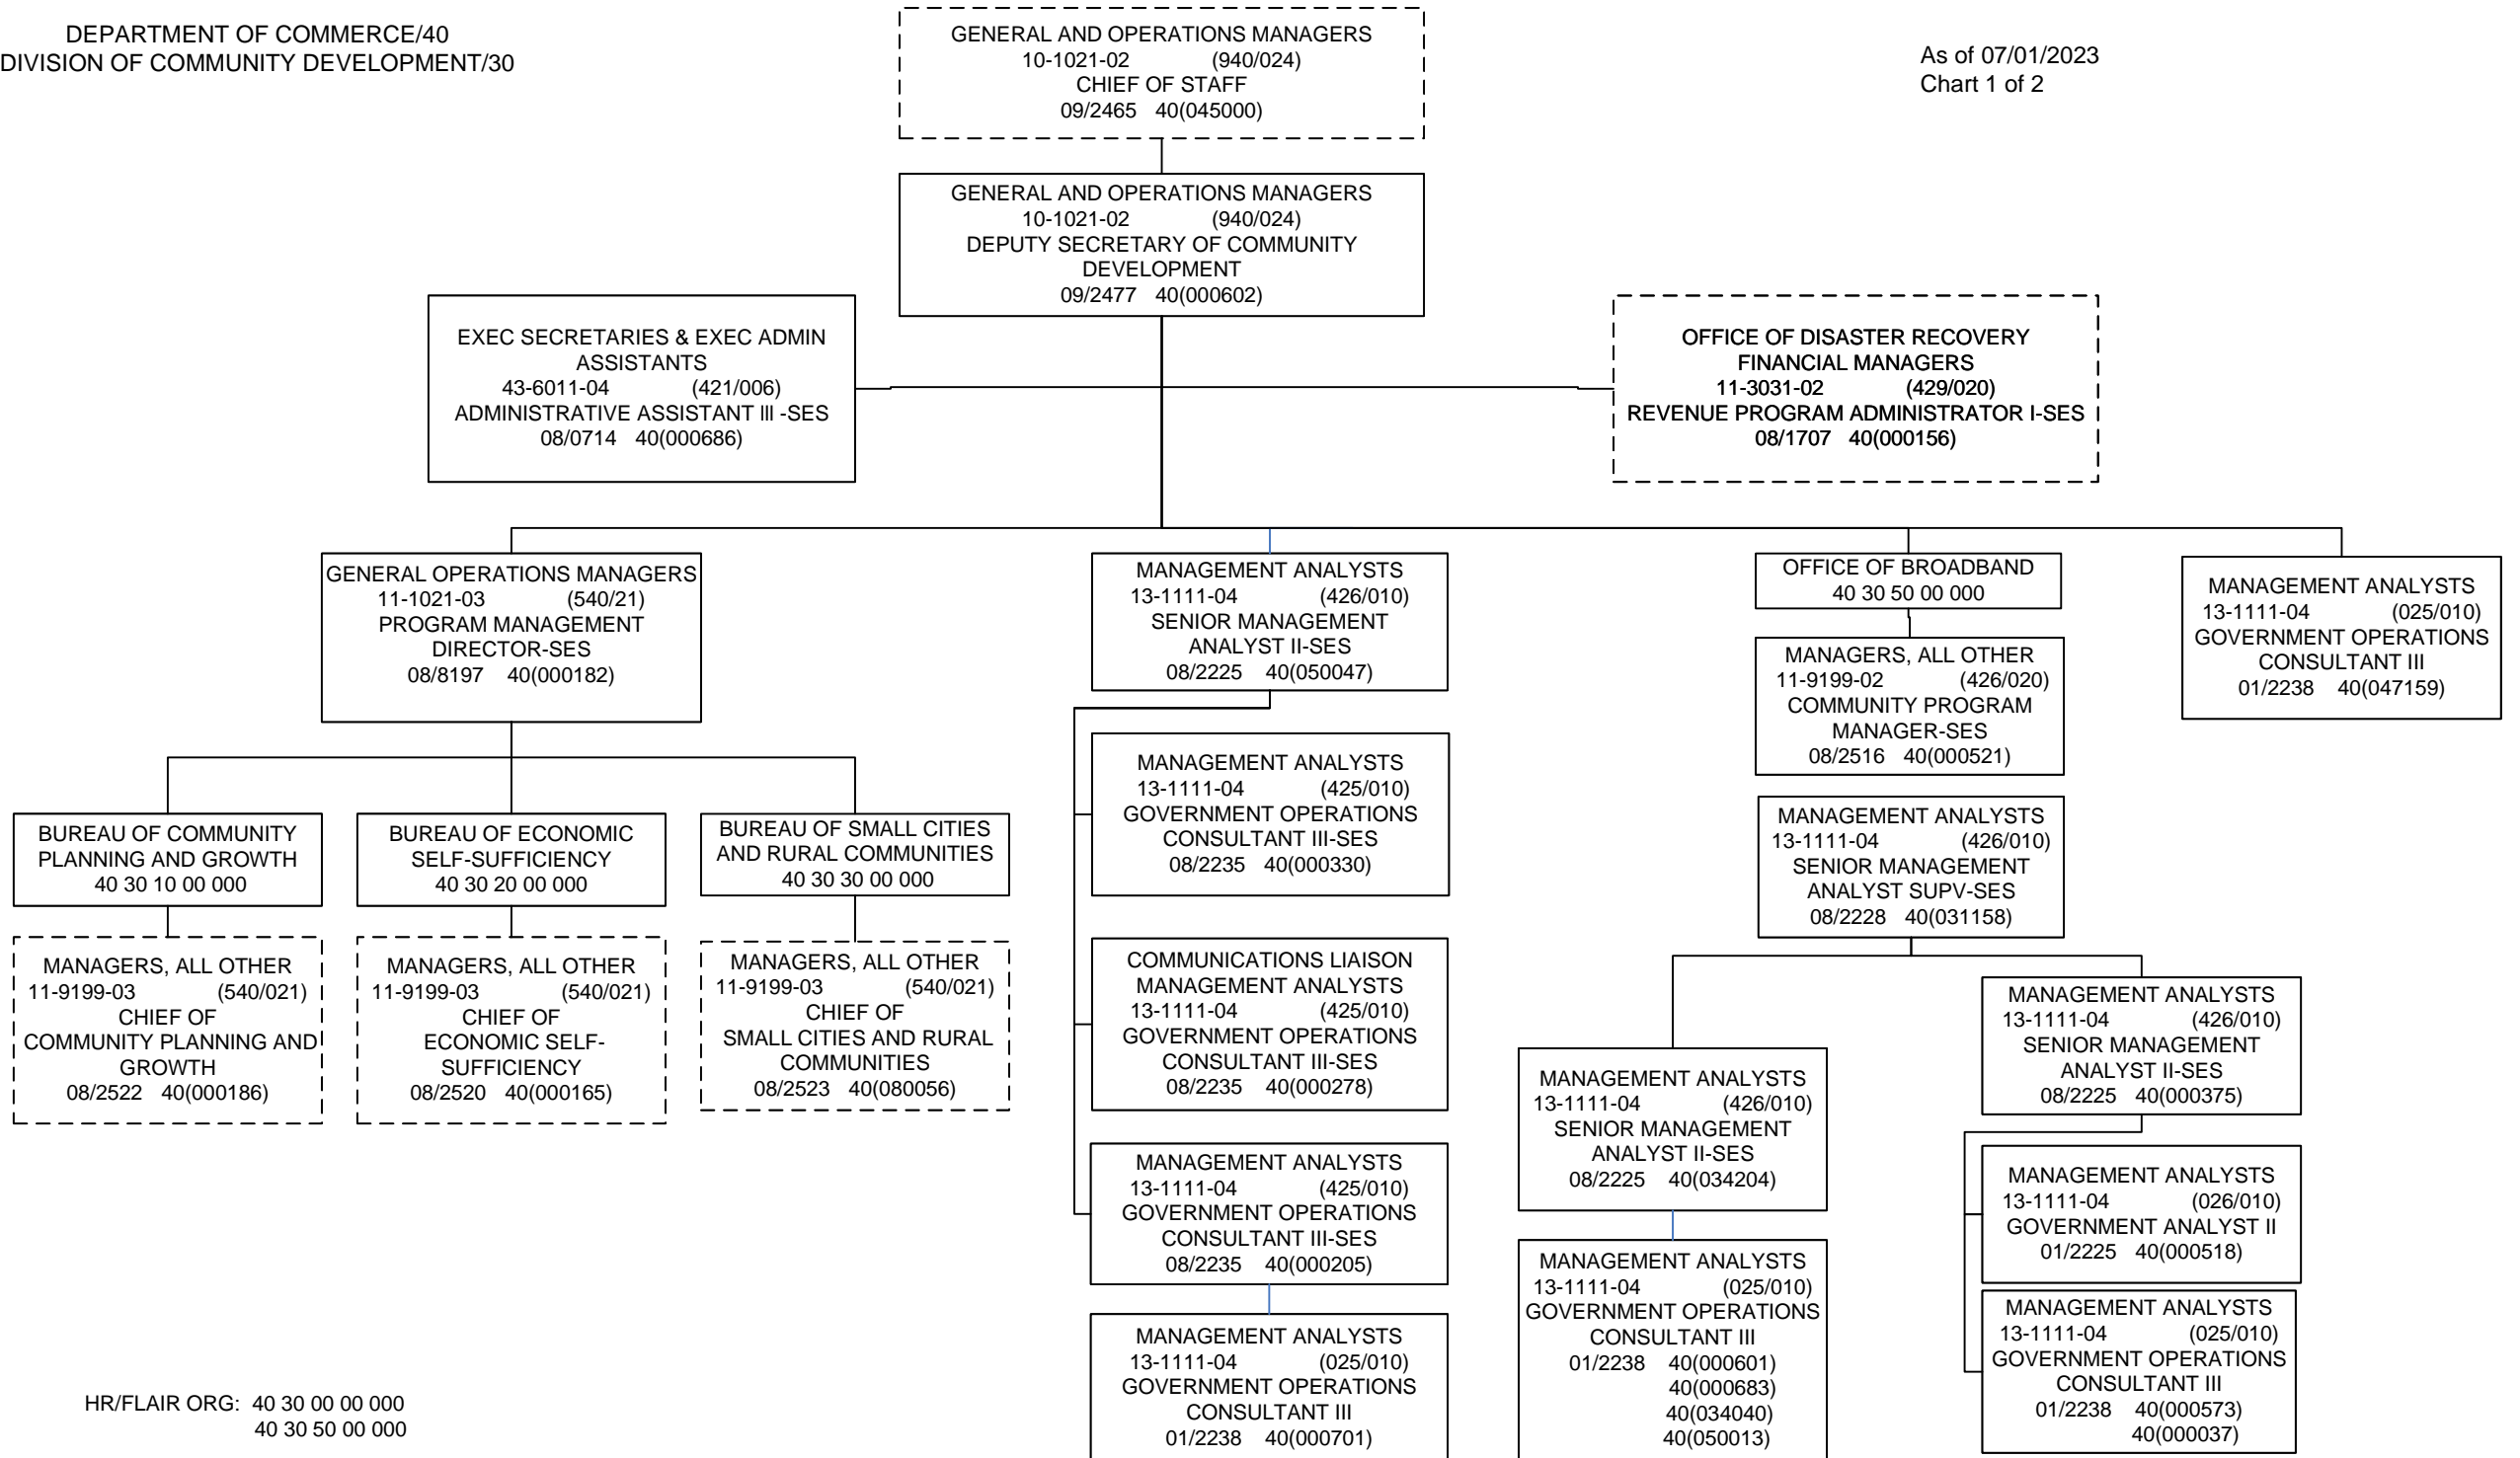 DEPARTMENT OF COMMERCE/40
DIVISION OF COMMUNITY DEVELOPMENT/30
As of 07/01/2023
Chart 1 of 2
GENERAL AND OPERATIONS MANAGERS
10-1021-02 (940/024)
CHIEF OF STAFF
09/2465 40(045000)
GENERAL AND OPERATIONS MANAGERS
10-1021-02 (940/024)
DEPUTY SECRETARY OF COMMUNITY
DEVELOPMENT
09/2477 40(000602)
EXEC SECRETARIES & EXEC ADMIN
ASSISTANTS
43-6011-04 (421/006)
ADMINISTRATIVE ASSISTANT III -SES
08/0714 40(000686)
OFFICE OF DISASTER RECOVERY
FINANCIAL MANAGERS
11-3031-02 (429/020)
REVENUE PROGRAM ADMINISTRATOR I-SES
08/1707 40(000156)
GENERAL OPERATIONS MANAGERS
11-1021-03 (540/21)
PROGRAM MANAGEMENT
DIRECTOR-SES
08/8197 40(000182)
BUREAU OF COMMUNITY
PLANNING AND GROWTH
40 30 10 00 000
MANAGERS, ALL OTHER
11-9199-03 (540/021)
CHIEF OF
COMMUNITY PLANNING AND
GROWTH
08/2522 40(000186)
BUREAU OF ECONOMIC
SELF-SUFFICIENCY
40 30 20 00 000
MANAGERS, ALL OTHER
11-9199-03 (540/021)
CHIEF OF
ECONOMIC SELF-
SUFFICIENCY
08/2520 40(000165)
BUREAU OF SMALL CITIES
AND RURAL COMMUNITIES
40 30 30 00 000
MANAGERS, ALL OTHER
11-9199-03 (540/021)
CHIEF OF
SMALL CITIES AND RURAL
COMMUNITIES
08/2523 40(080056)
MANAGEMENT ANALYSTS
13-1111-04 (426/010)
SENIOR MANAGEMENT
ANALYST II-SES
08/2225 40(050047)
MANAGEMENT ANALYSTS
13-1111-04 (425/010)
GOVERNMENT OPERATIONS
CONSULTANT III-SES
08/2235 40(000330)
COMMUNICATIONS LIAISON
MANAGEMENT ANALYSTS
13-1111-04 (425/010)
GOVERNMENT OPERATIONS
CONSULTANT III-SES
08/2235 40(000278)
MANAGEMENT ANALYSTS
13-1111-04 (425/010)
GOVERNMENT OPERATIONS
CONSULTANT III-SES
08/2235 40(000205)
MANAGEMENT ANALYSTS
13-1111-04 (025/010)
GOVERNMENT OPERATIONS
CONSULTANT III
01/2238 40(000701)
OFFICE OF BROADBAND
40 30 50 00 000
MANAGERS, ALL OTHER
11-9199-02 (426/020)
COMMUNITY PROGRAM
MANAGER-SES
08/2516 40(000521)
MANAGEMENT ANALYSTS
13-1111-04 (426/010)
SENIOR MANAGEMENT
ANALYST SUPV-SES
08/2228 40(031158)
MANAGEMENT ANALYSTS
13-1111-04 (426/010)
SENIOR MANAGEMENT
ANALYST II-SES
08/2225 40(034204)
MANAGEMENT ANALYSTS
13-1111-04 (025/010)
GOVERNMENT OPERATIONS
CONSULTANT III
01/2238 40(000601)
40(000683)
40(034040)
40(050013)
MANAGEMENT ANALYSTS
13-1111-04 (426/010)
SENIOR MANAGEMENT
ANALYST II-SES
08/2225 40(000375)
MANAGEMENT ANALYSTS
13-1111-04 (026/010)
GOVERNMENT ANALYST II
01/2225 40(000518)
MANAGEMENT ANALYSTS
13-1111-04 (025/010)
GOVERNMENT OPERATIONS
CONSULTANT III
01/2238 40(000573)
40(000037)
MANAGEMENT ANALYSTS
13-1111-04 (025/010)
GOVERNMENT OPERATIONS
CONSULTANT III
01/2238 40(047159)
HR/FLAIR ORG: 40 30 00 00 000
40 30 50 00 000